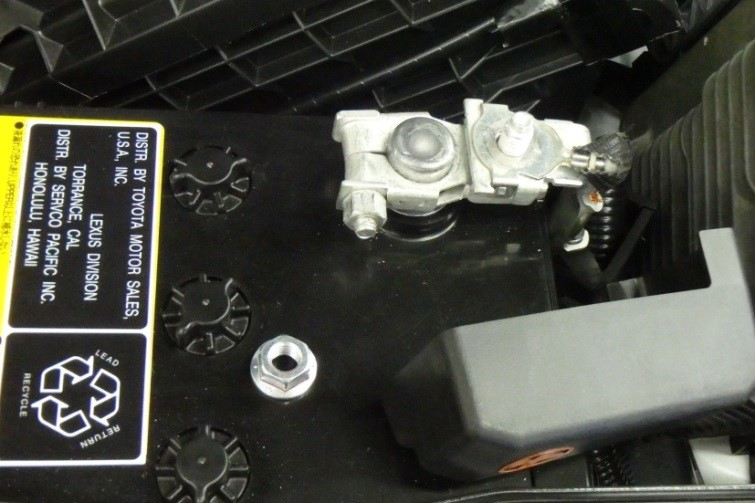 DISTR. BY TOYOTA MOTOR SALES,
U.S.A., INC.
LEXUS DIVISION
TORRANCE, CAL
DISTR. BY SERVCO PACIFIC INC.
HONOLULU, HAWAII
LEAD
RETURN
RECYCLE